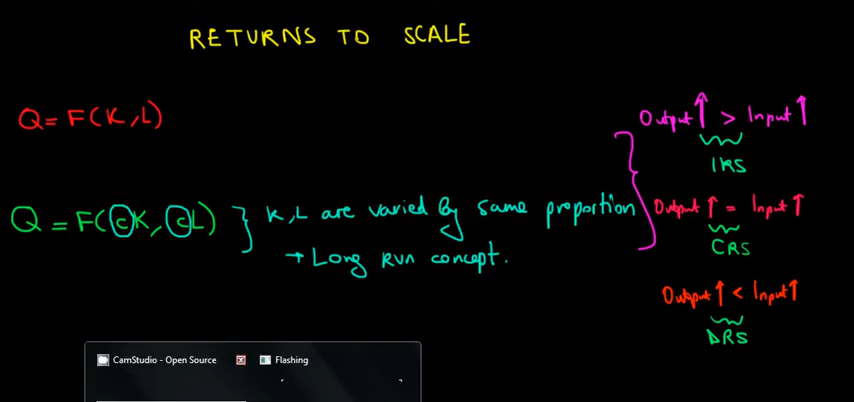 RETURNS TO SCALE
Q = F(K, L)
Output ↑ > Input ↑
IRS
Q = F(cK, cL) } K, L are varied by same proportion
→ Long run concept.
Output ↑ = Input ↑
CRS
Output ↑ < Input ↑
DRS
CamStudio - Open Source
Flashing